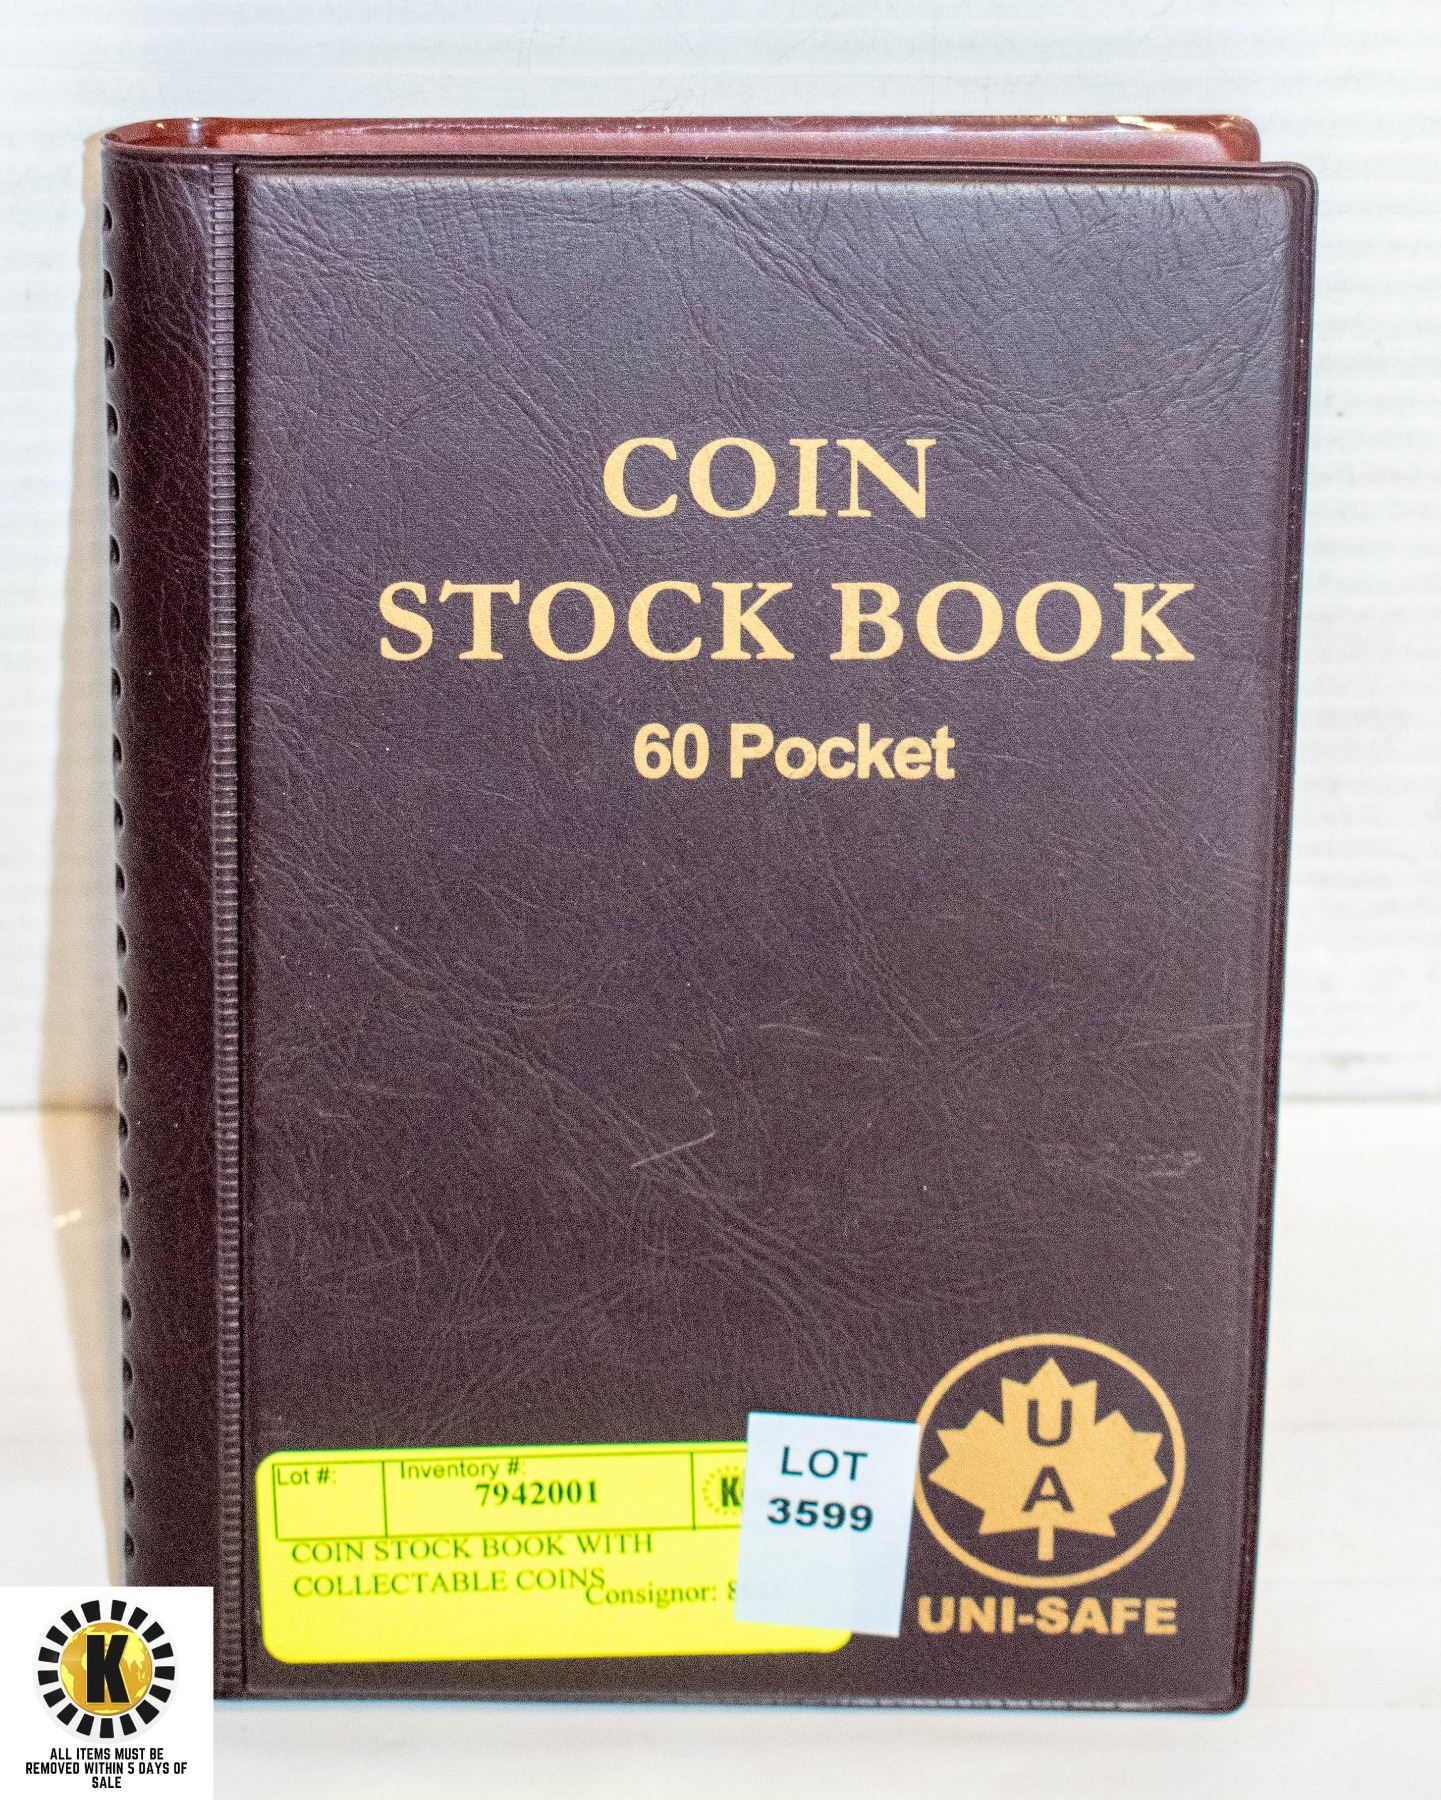 COIN
STOCK BOOK
60 Pocket
Lot #:
Inventory #:
7942001
K
COIN STOCK BOOK WITH
COLLECTABLE COINS
Consignor:
LOT
3599
U
A
I
UNI-SAFE
K
ALL ITEMS MUST BE
REMOVED WITHIN 5 DAYS OF
SALE